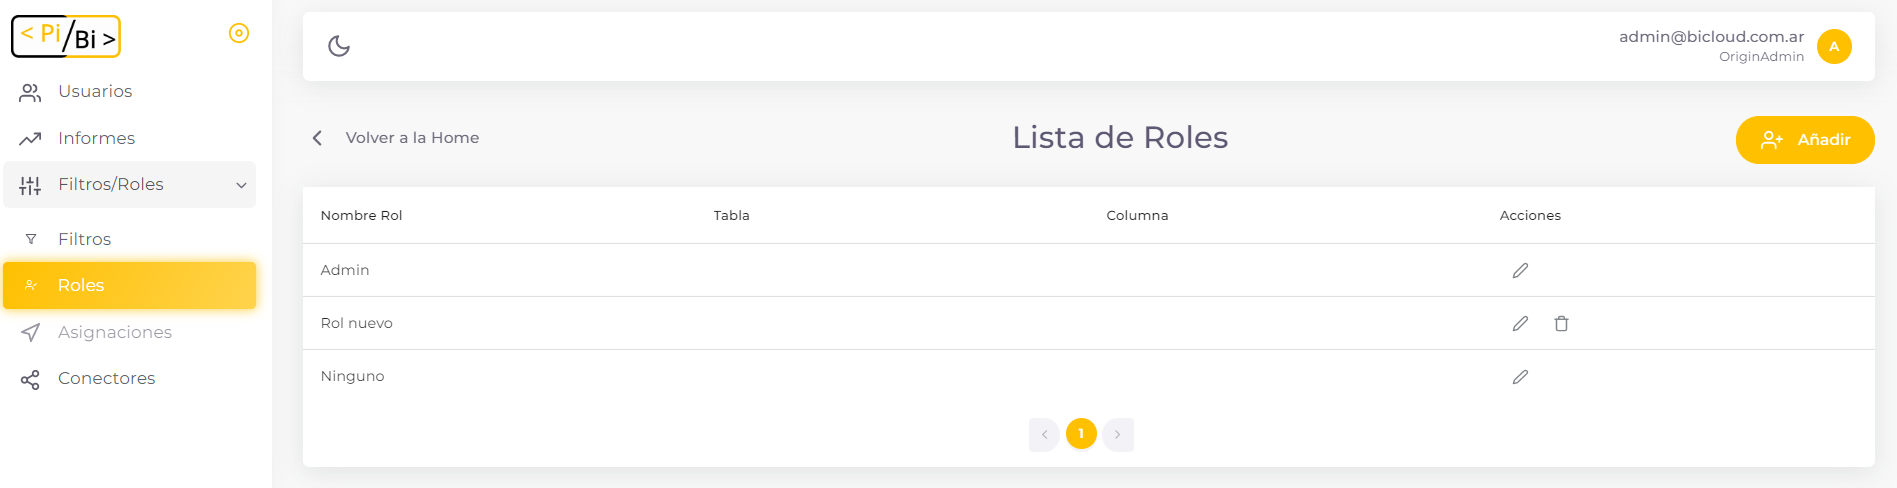 < Pi/Bi >
Usuarios
Informes
Filtros/Roles
Filtros
Roles
Asignaciones
Conectores
admin@bicloud.com.ar
OriginAdmin
A
Volver a la Home
Lista de Roles
Añadir
Nombre Rol Tabla Columna Acciones
Admin
Rol nuevo
Ninguno
1